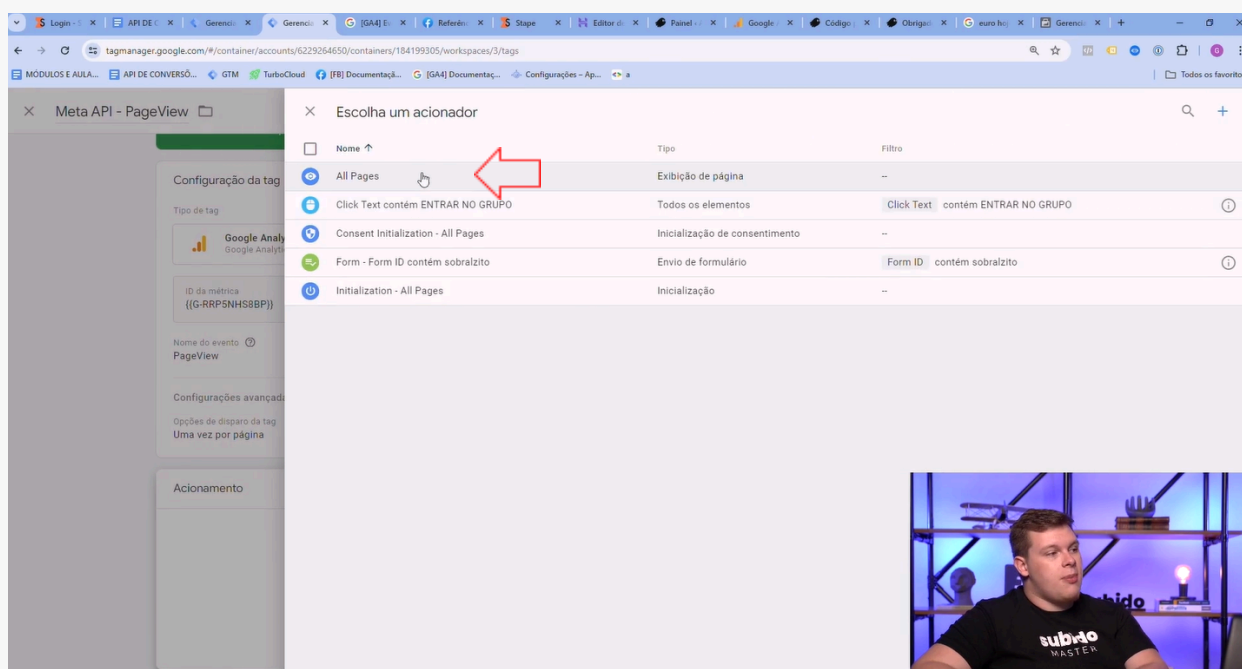 Login - S
API DE C
Gerencia
Gerencia
[GA4] Ev
Referênc
Stape
Editor de
Painel
Google
Código
Obrigad
euro hoj
Gerencia
tagmanager.google.com/#/container/accounts/6229264650/containers/184199305/workspaces/3/tags
MÓDULOS E AULA...
API DE CONVERSÕ...
GTM
TurboCloud
[FB] Documentaçã...
[GA4] Documentaç...
Configurações – Ap...
a
Todos os favorito
Meta API - PageView
Escolha um acionador
Nome
Tipo
Filtro
All Pages
Exibição de página
--
Click Text contém ENTRAR NO GRUPO
Todos os elementos
Click Text contém ENTRAR NO GRUPO
Consent Initialization - All Pages
Inicialização de consentimento
--
Form - Form ID contém sobralzito
Envio de formulário
Form ID contém sobralzito
Initialization - All Pages
Inicialização
--
Configuração da tag
Tipo de tag
Google Analy
Google Analyti
ID da métrica
{{G-RRP5NHS8BP}}
Nome do evento
PageView
Configurações avançada
Opções de disparo da tag
Uma vez por página
Acionamento
subido
MASTER